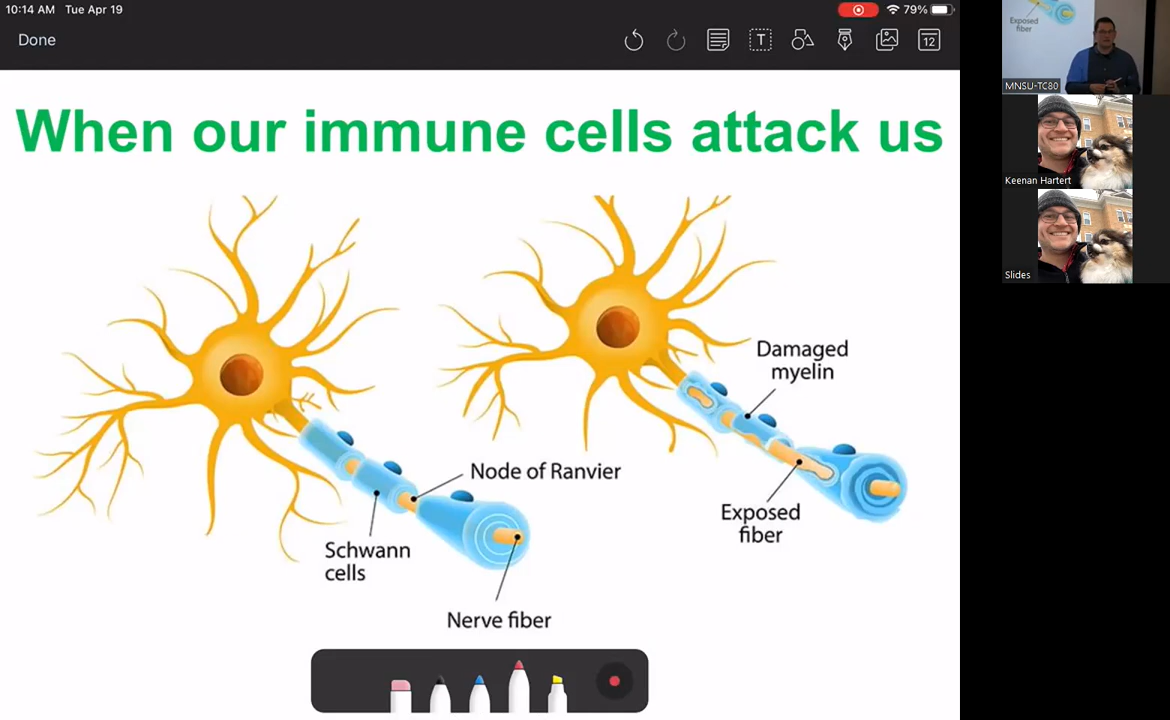 10:14 AM Tue Apr 19
79%
Done
T
12
When our immune cells attack us
Damaged
myelin
Node of Ranvier
Exposed
fiber
Schwann
cells
Nerve fiber
Exposed
fiber
MNSU-TC80
Keenan Hartert
Slides